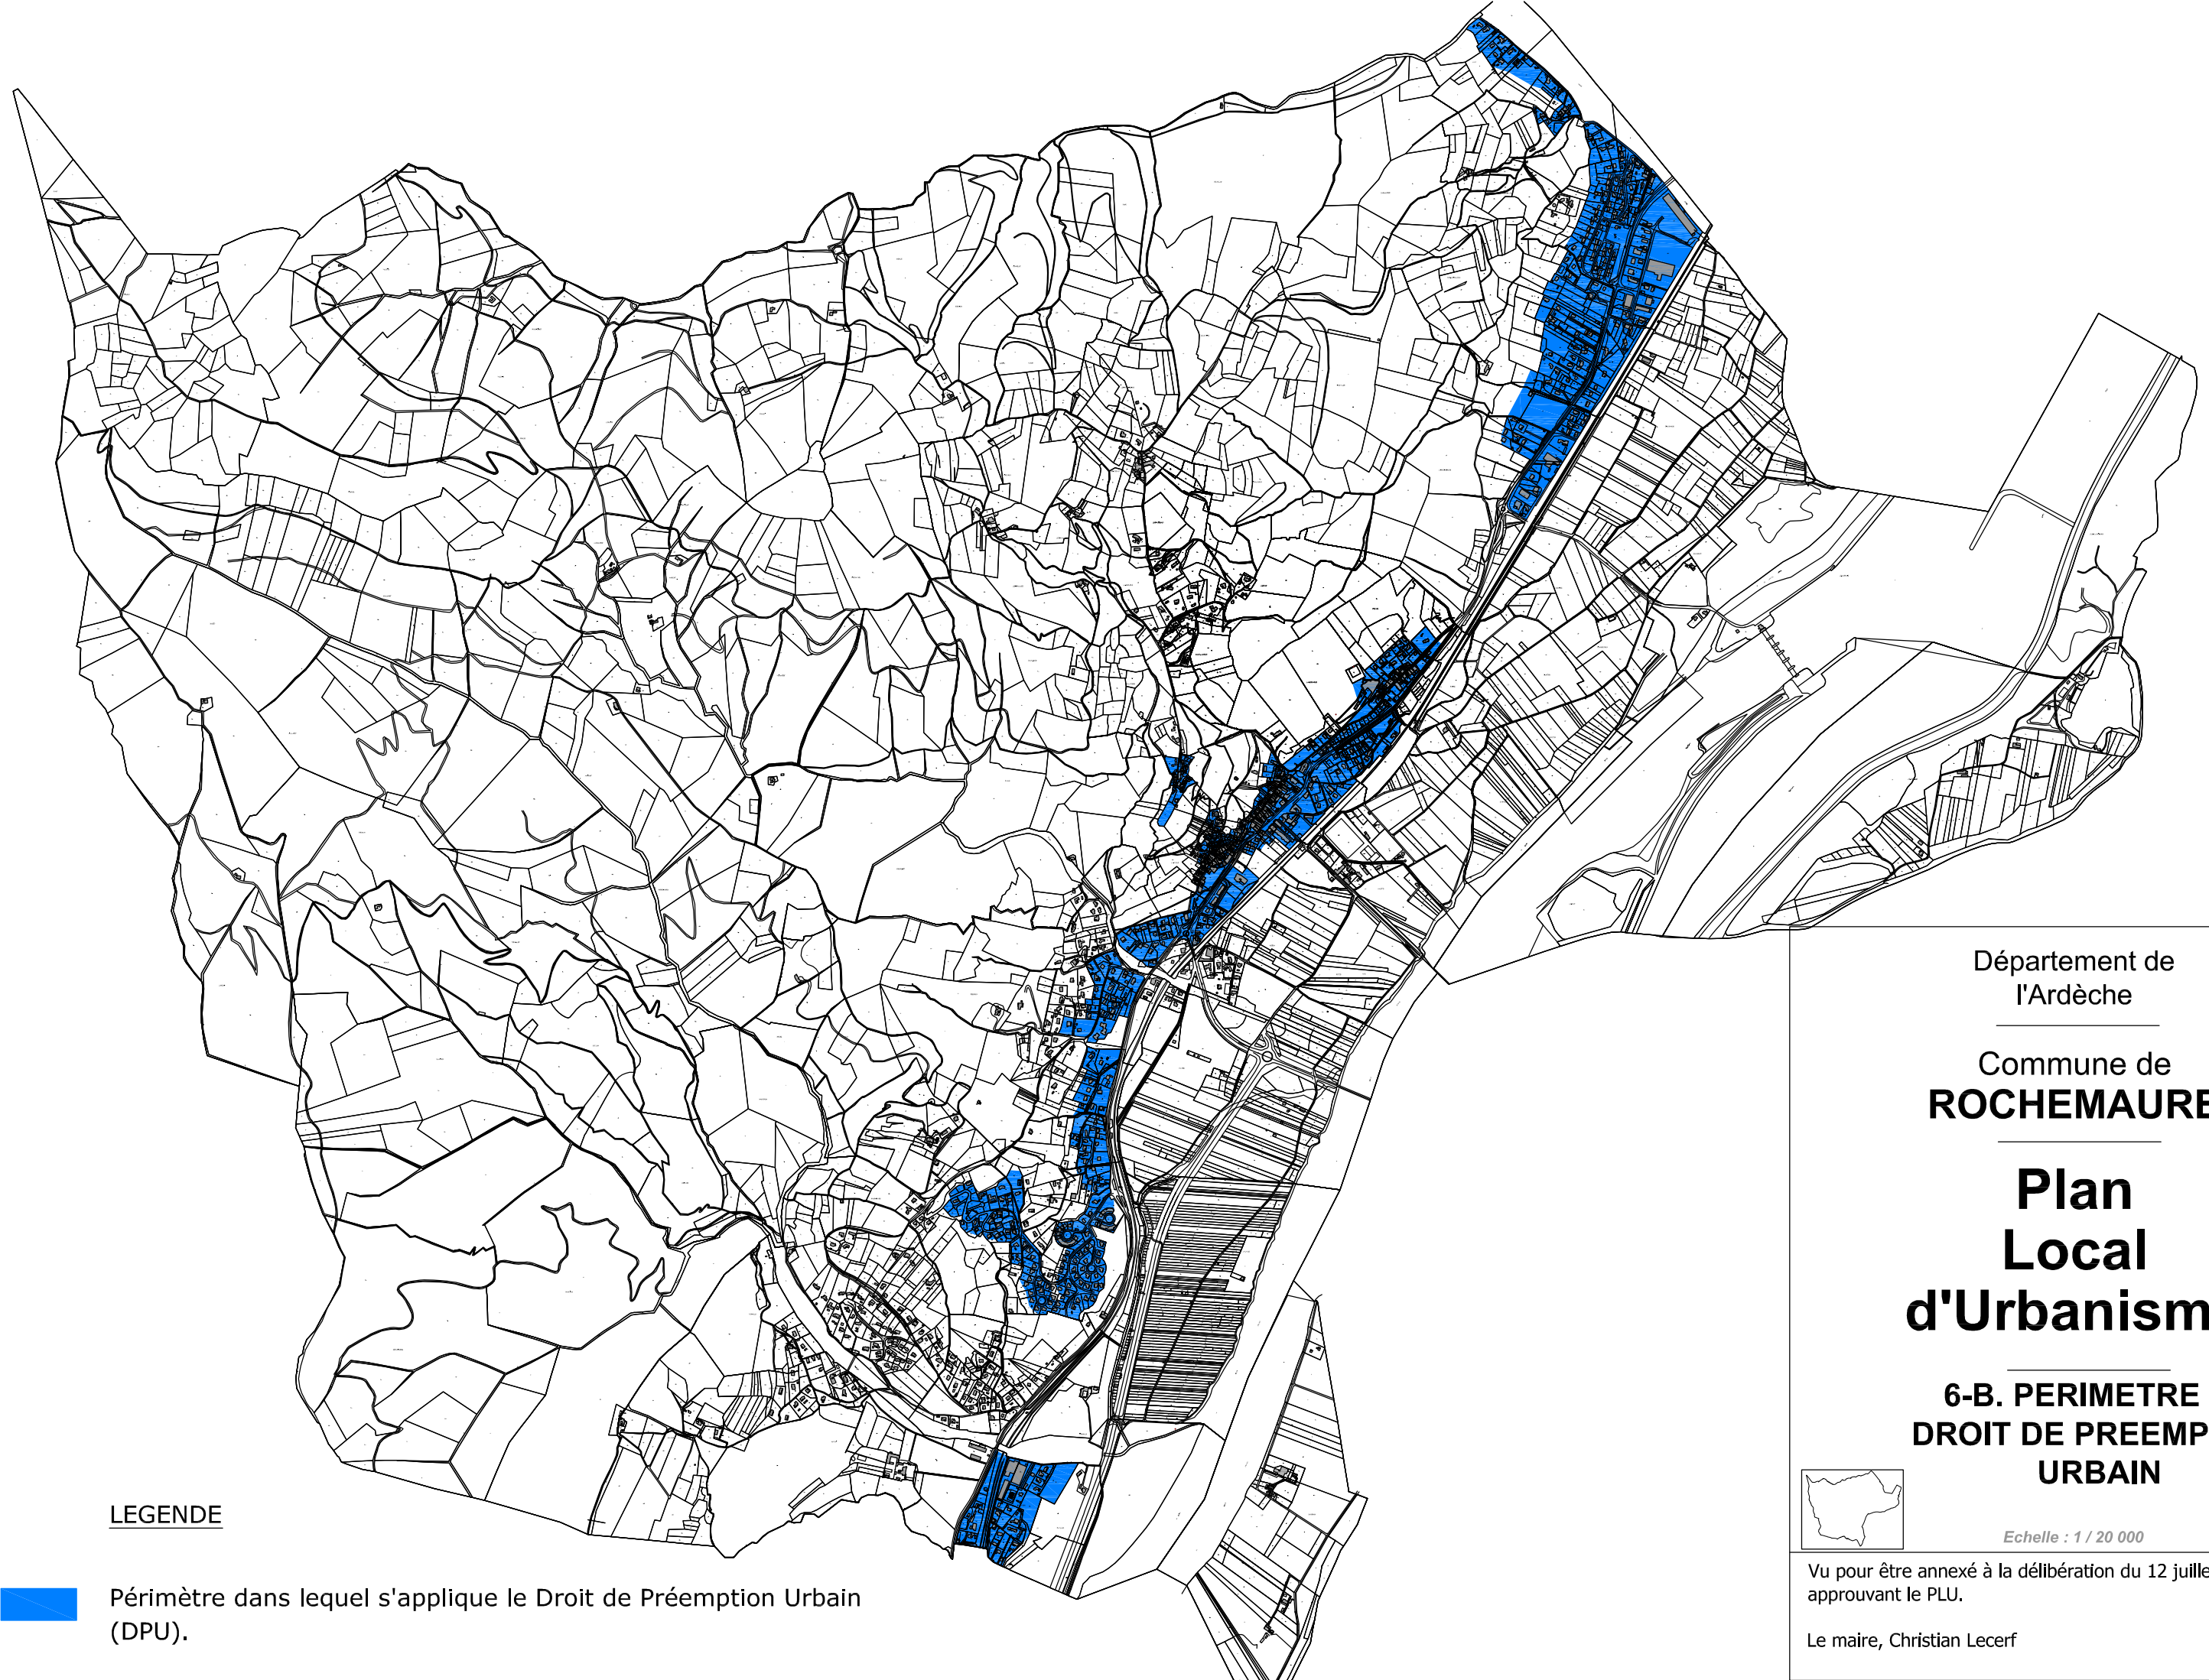 Département de
l'Ardèche
Commune de
ROCHEMAURE
Plan
Local
d'Urbanism
6-B. PERIMETRE
DROIT DE PREEMP
URBAIN
Echelle : 1 / 20 000
Vu pour être annexé à la délibération du 12 juille
approuvant le PLU.
Le maire, Christian Lecerf
LEGENDE
Périmètre dans lequel s'applique le Droit de Préemption Urbain
(DPU).